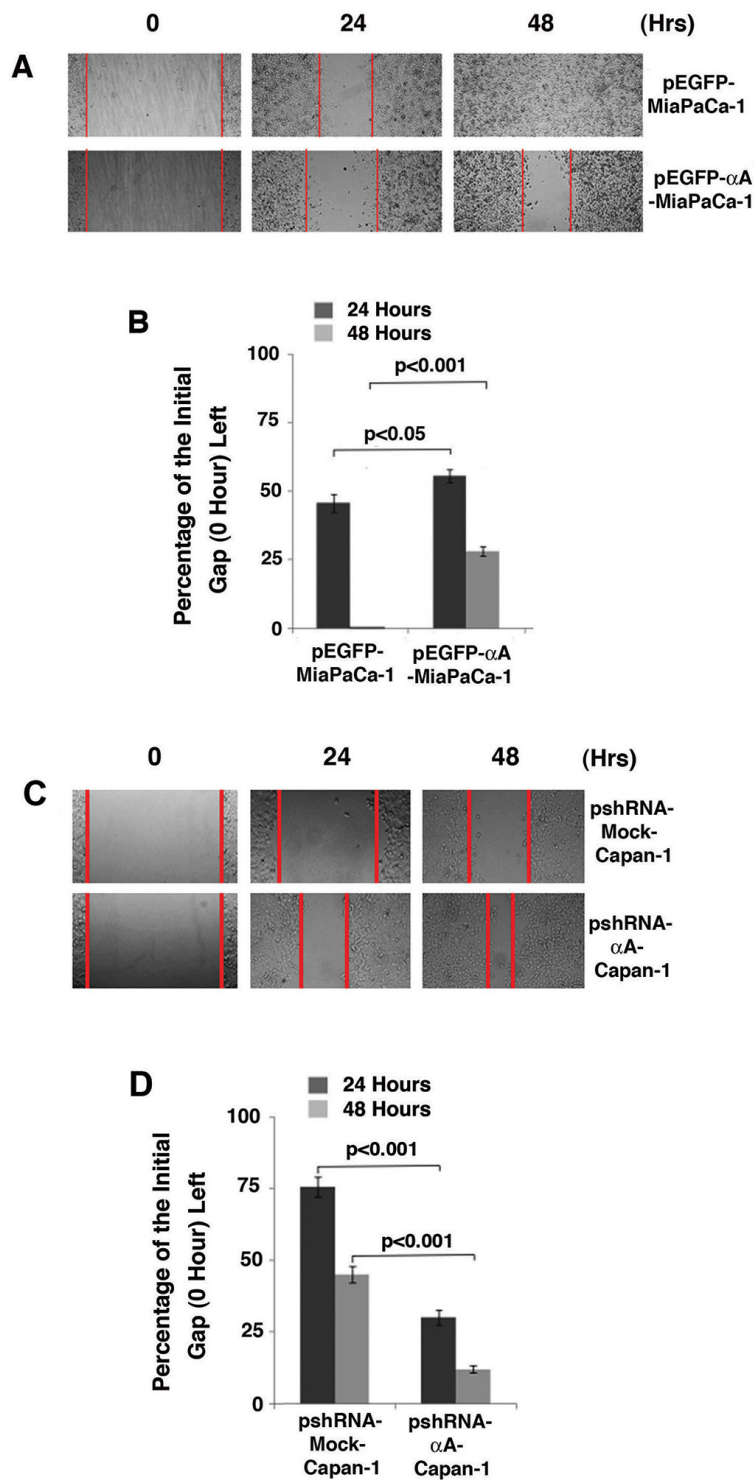 0 24 48 (Hrs)
A
pEGFP-
MiaPaCa-1
pEGFP-αA
-MiaPaCa-1
B
24 Hours
48 Hours
Percentage of the Initial
Gap (0 Hour) Left
100
75
50
25
0
p<0.001
p<0.05
pEGFP-
MiaPaCa-1
pEGFP-αA
-MiaPaCa-1
0 24 48 (Hrs)
C
pshRNA-
Mock-
Capan-1
pshRNA-
αA-
Capan-1
D
24 Hours
48 Hours
Percentage of the Initial
Gap (0 Hour) Left
100
75
50
25
0
p<0.001
p<0.001
pshRNA-
Mock-
Capan-1
pshRNA-
αA-
Capan-1